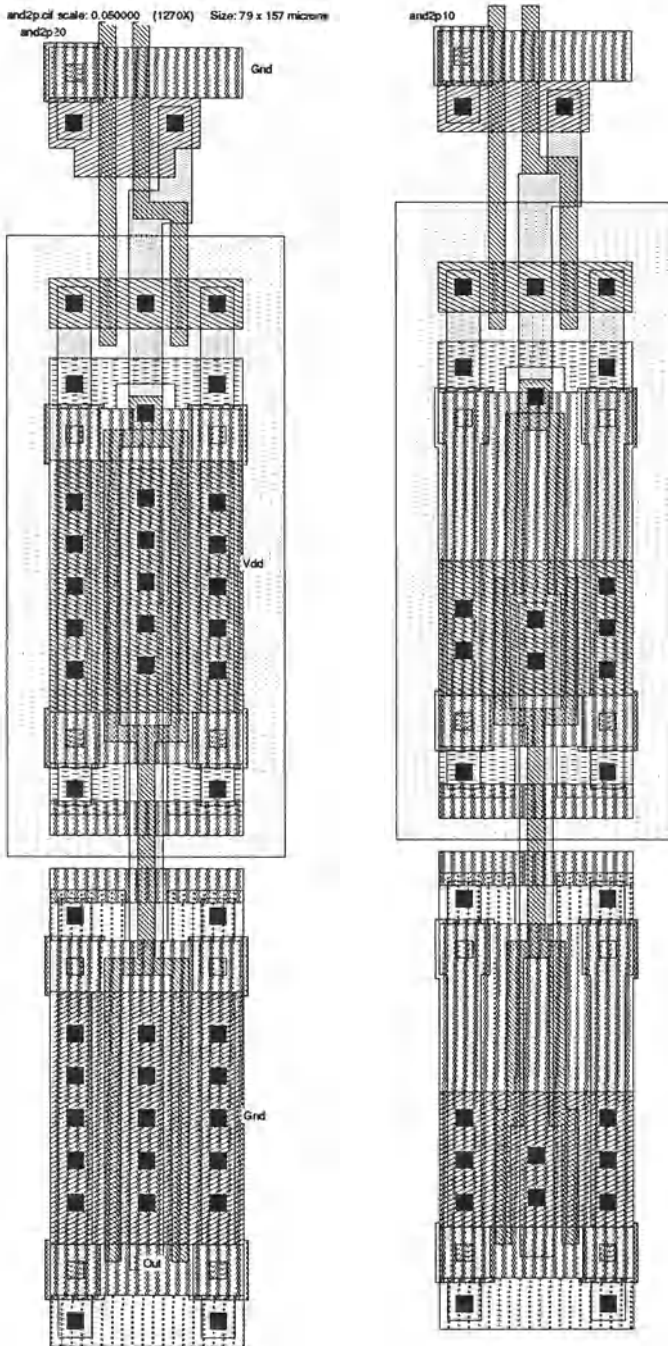 and2p.cif scale: 0.050000 (1270X) Size: 79 x 157 microns
and2p20
and2p10
Gnd
Vdd
Gnd
Out